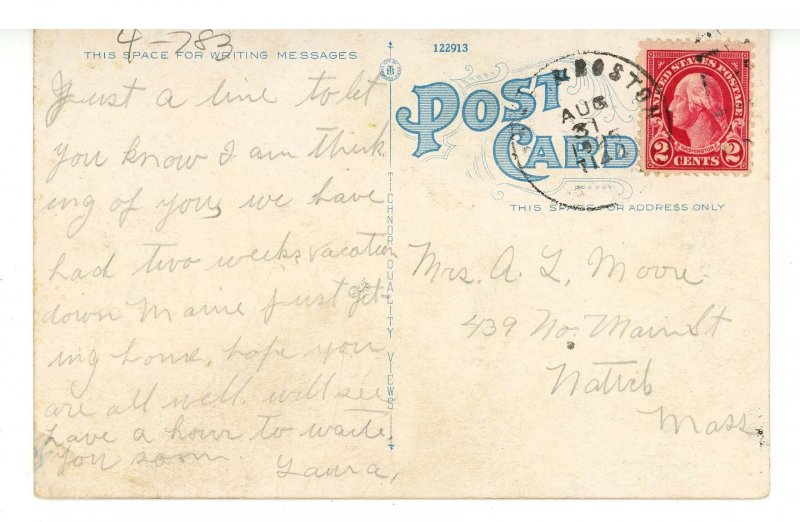 4-783
THIS SPACE FOR WRITING MESSAGES
Just a line to let
you know I am think
ing of you, we have
had two weeks vacation
down Maine just get-
ing home, hope you
are all well. will see
have a hour to waite
you soon.
Laura,
TICHNOR QUALITY VIEWS
122913
POST
CARD
BOSTON
AUG
31
UNITED STATES POSTAGE
WASHINGTON
2 CENTS 2
THIS SPACE FOR ADDRESS ONLY
Mrs. A. L. Moore
439 No. Main St
Natick
Mass